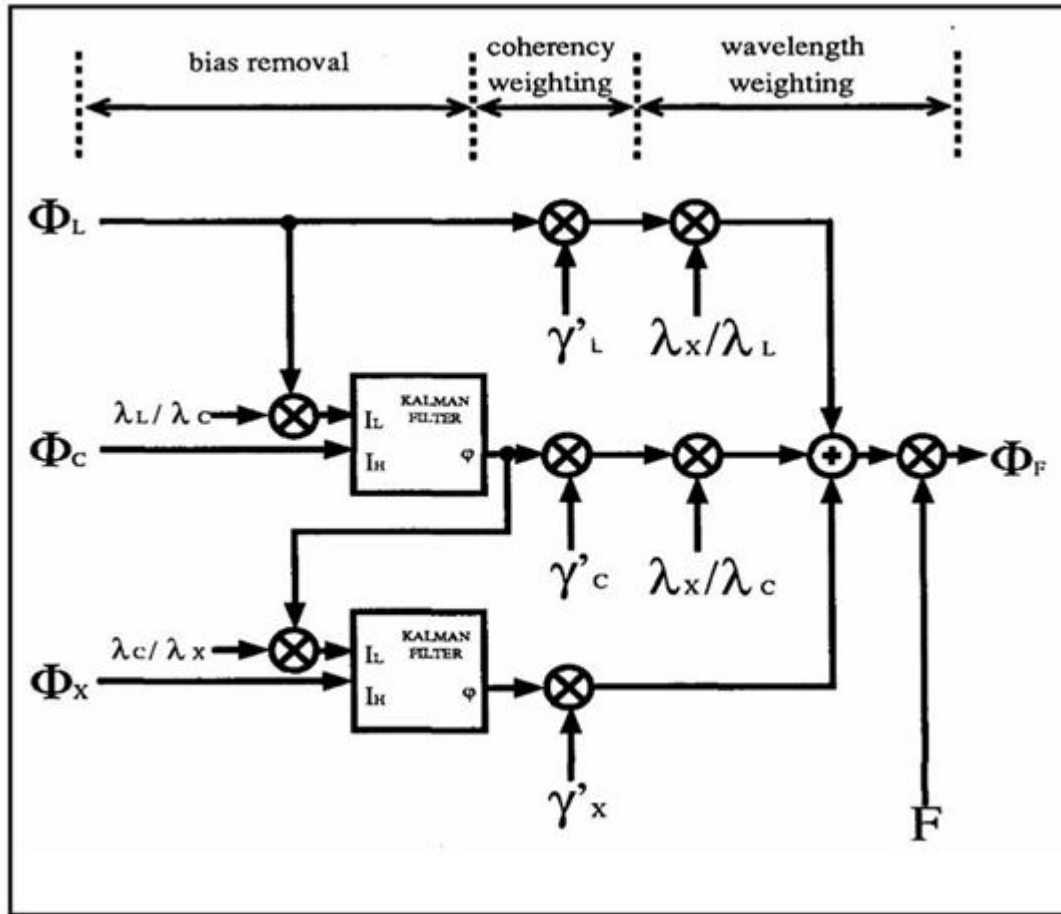 bias removal
coherency
weighting
wavelength
weighting
ΦL
γ'L
λX/λL
λL/λC
ΦC
IL
KALMAN
FILTER
IH
φ
γ'C
λX/λC
ΦF
λC/λX
ΦX
IL
KALMAN
FILTER
IH
φ
γ'X
F